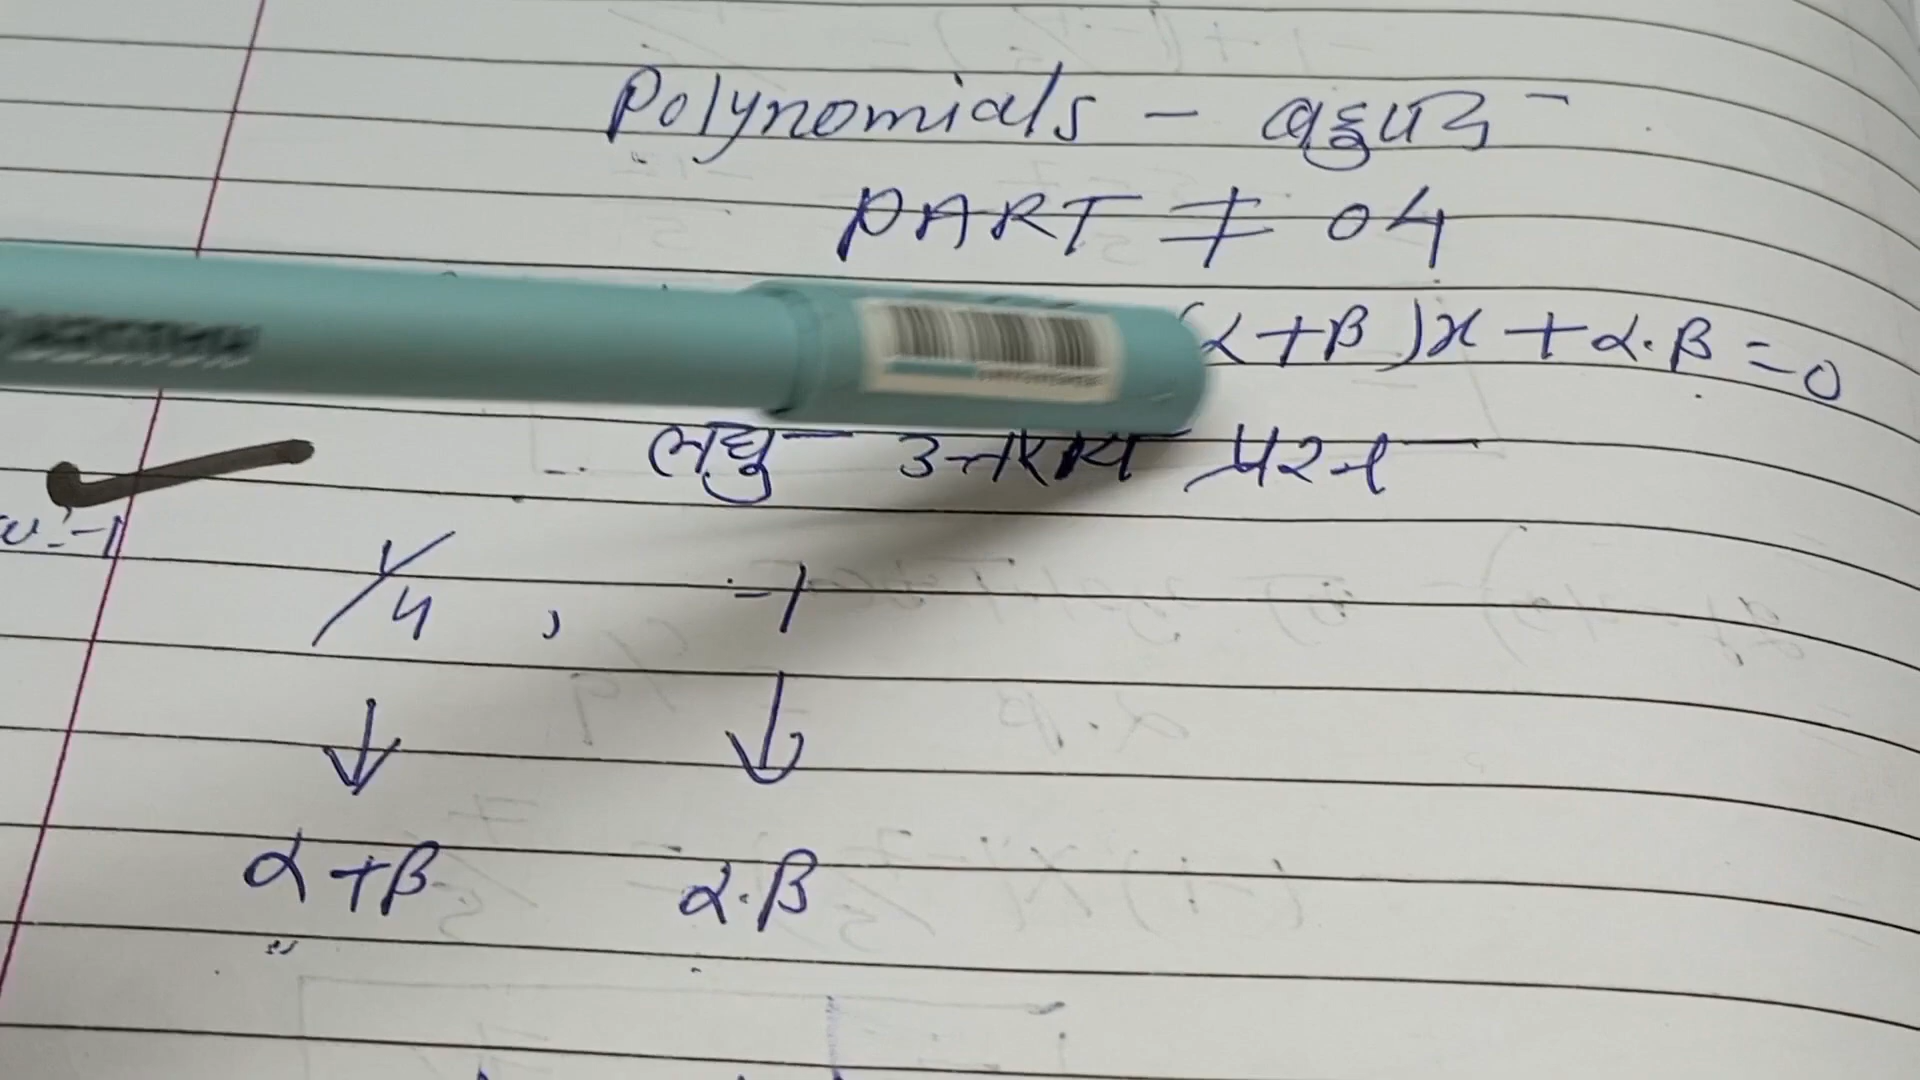 Polynomials - बहुपद
PART ≠ 04
(α+β)x + α.β = 0
लघु उत्तरीय प्रश्न
1/4 , -1
↓ ↓
α+β α.β